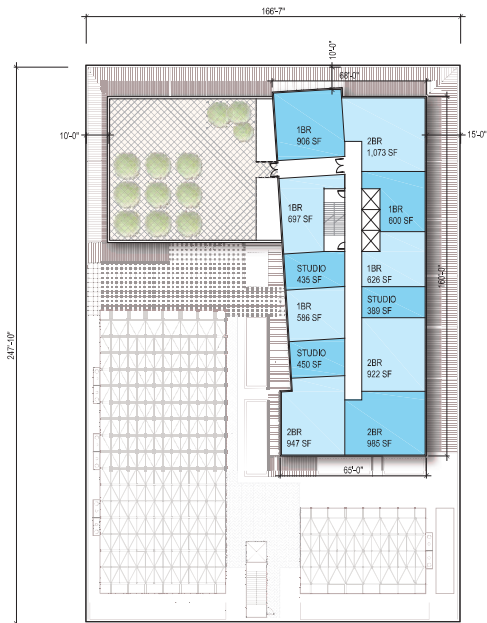 166'-7"
10'-0"
68'-0"
10'-0"
15'-0"
1BR
906 SF
2BR
1,073 SF
1BR
697 SF
1BR
600 SF
STUDIO
435 SF
1BR
626 SF
160'-0"
1BR
586 SF
STUDIO
389 SF
247'-10"
STUDIO
450 SF
2BR
922 SF
2BR
947 SF
2BR
985 SF
65'-0"